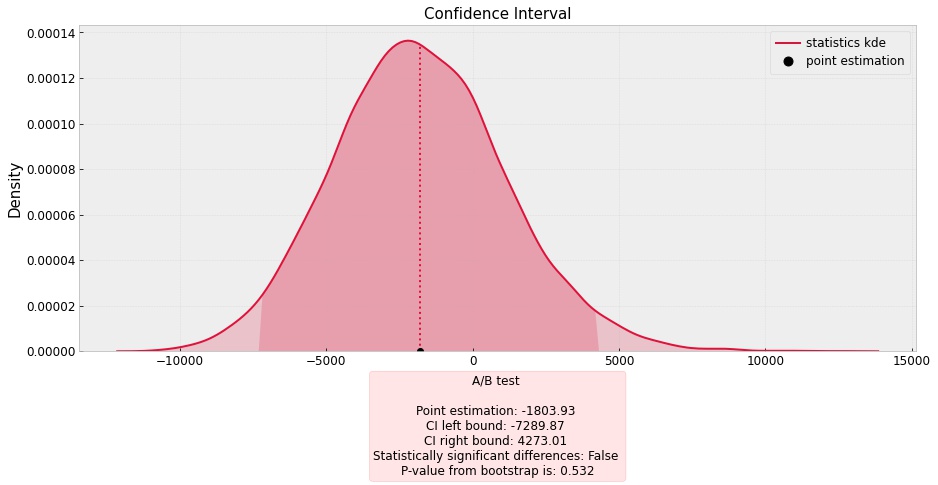 Confidence Interval
statistics kde
point estimation
Density
0.00014
0.00012
0.00010
0.00008
0.00006
0.00004
0.00002
0.00000
−10000
−5000
0
5000
10000
15000
A/B test
Point estimation: -1803.93
CI left bound: -7289.87
CI right bound: 4273.01
Statistically significant differences: False
P-value from bootstrap is: 0.532